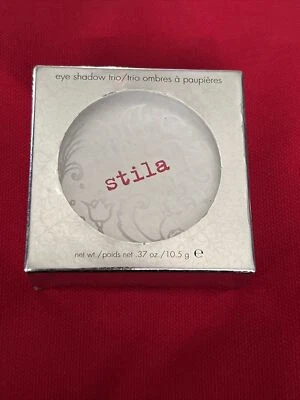 eye shadow trio/trio ombres à paupières
stila
net wt./poids net .37 oz./10.5 g ℮